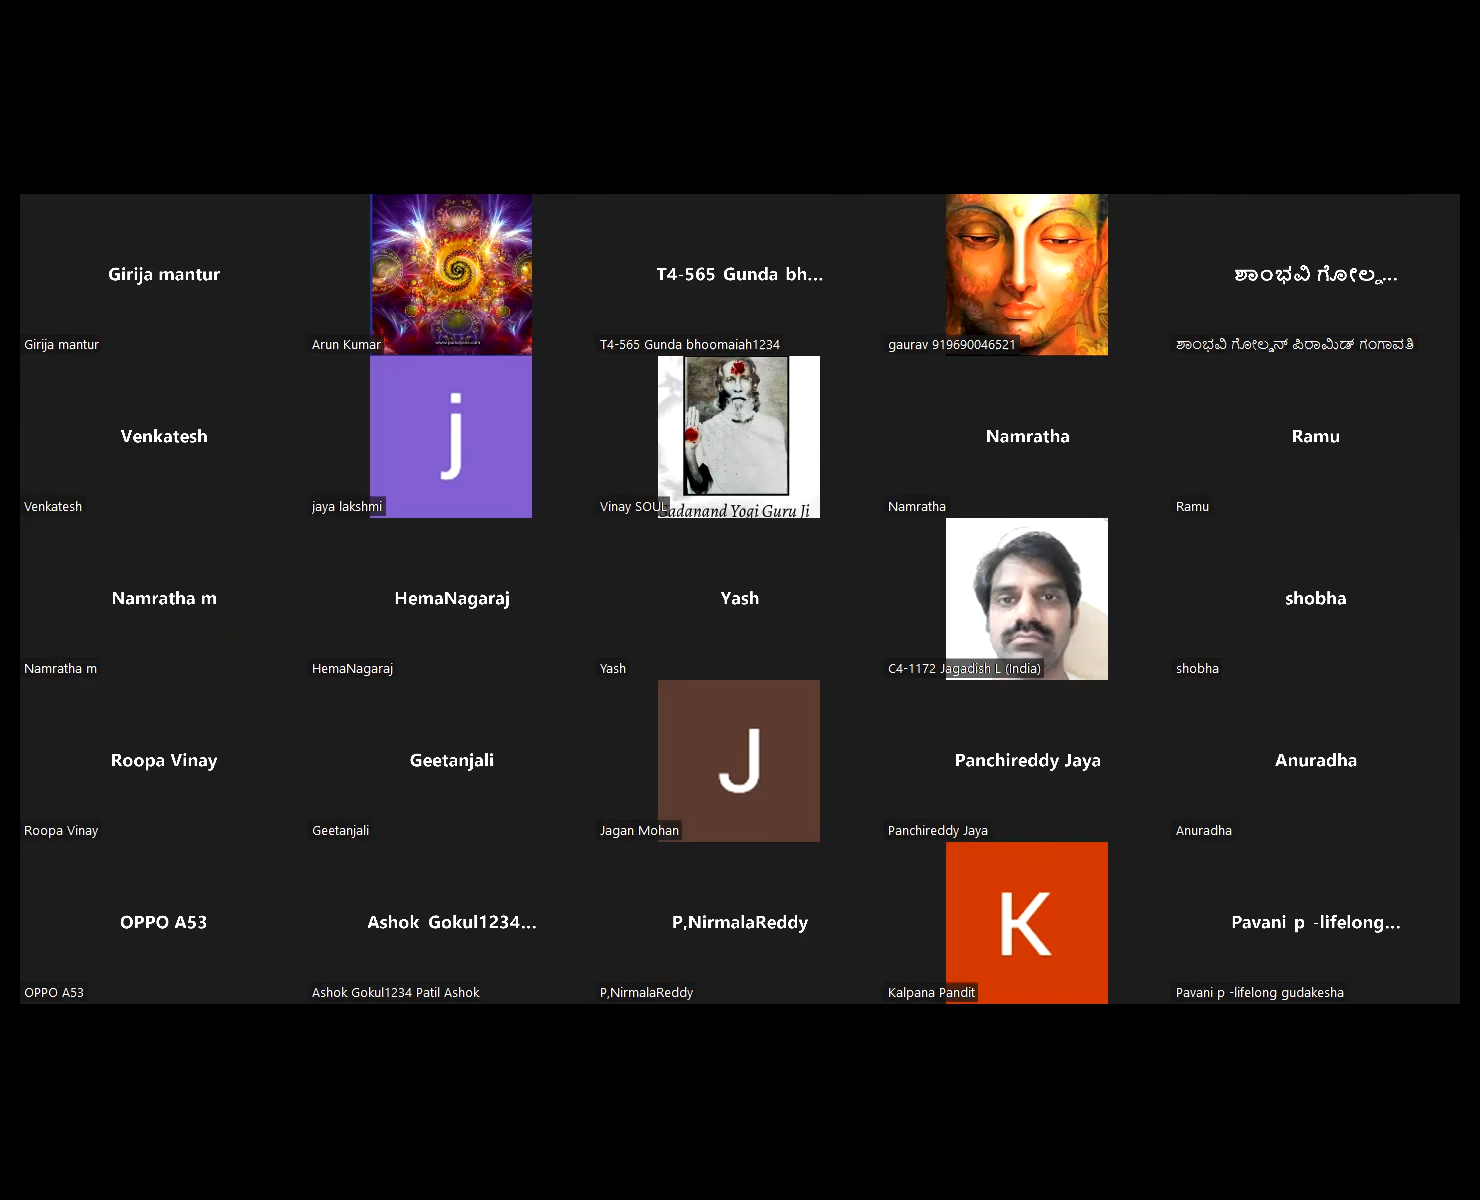 Girija mantur
Girija mantur
www.pumayana.com
Arun Kumar
T4-565 Gunda bh...
T4-565 Gunda bhoomaiah1234
gaurav 919690046521
ಶಾಂಭವಿ ಗೋಲ್ಡ...
ಶಾಂಭವಿ ಗೋಲ್ಡನ್ ಪಿರಾಮಿಡ್ ಗಂಗಾವತಿ
Venkatesh
Venkatesh
j
jaya lakshmi
Vinay SOUL
Sadanand Yogi Guru Ji
Namratha
Namratha
Ramu
Ramu
Namratha m
Namratha m
HemaNagaraj
HemaNagaraj
Yash
Yash
C4-1172 Jagadish L (India)
shobha
shobha
Roopa Vinay
Roopa Vinay
Geetanjali
Geetanjali
J
Jagan Mohan
Panchireddy Jaya
Panchireddy Jaya
Anuradha
Anuradha
OPPO A53
OPPO A53
Ashok Gokul1234...
Ashok Gokul1234 Patil Ashok
P,NirmalaReddy
P,NirmalaReddy
K
Kalpana Pandit
Pavani p -lifelong...
Pavani p -lifelong gudakesha